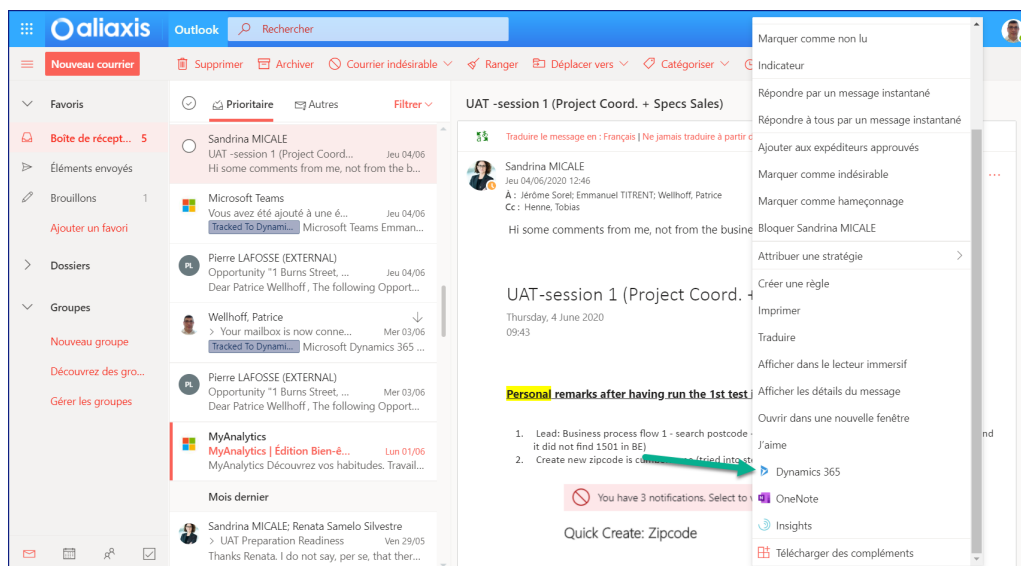 aliaxis
Outlook
Rechercher
Nouveau courrier
Supprimer
Archiver
Courrier indésirable
Ranger
Déplacer vers
Catégoriser
Favoris
Boîte de récept... 5
Éléments envoyés
Brouillons 1
Ajouter un favori
Dossiers
Groupes
Nouveau groupe
Découvrez des gro...
Gérer les groupes
Prioritaire
Autres
Filtrer
Sandrina MICALE
UAT -session 1 (Project Coord... Jeu 04/06
Hi some comments from me, not from the b...
Microsoft Teams
Vous avez été ajouté à une é... Jeu 04/06
Tracked To Dynami... Microsoft Teams Emman...
PL
Pierre LAFOSSE (EXTERNAL)
Opportunity "1 Burns Street, ... Jeu 04/06
Dear Patrice Wellhoff , The following Opport...
Wellhoff, Patrice
> Your mailbox is now conne... Mer 03/06
Tracked To Dynami... Microsoft Dynamics 365 ...
PL
Pierre LAFOSSE (EXTERNAL)
Opportunity "1 Burns Street, ... Mer 03/06
Dear Patrice Wellhoff , The following Opport...
MyAnalytics
MyAnalytics | Édition Bien-ê... Lun 01/06
MyAnalytics Découvrez vos habitudes. Travail...
Mois dernier
Sandrina MICALE; Renata Samelo Silvestre
> UAT Preparation Readiness Ven 29/05
Thanks Renata. I do not say, per se, that ther...
UAT -session 1 (Project Coord. + Specs Sales)
Traduire le message en : Français | Ne jamais traduire à partir d
Sandrina MICALE
Jeu 04/06/2020 12:46
À : Jérôme Sorel; Emmanuel TITRENT; Wellhoff, Patrice
Cc : Henne, Tobias
Hi some comments from me, not from the busine
UAT-session 1 (Project Coord. +
Thursday, 4 June 2020
09:43
Personal remarks after having run the 1st test i
1. Lead: Business process flow 1 - search postcode - nd
it did not find 1501 in BE)
2. Create new zipcode is (tried into ste
You have 3 notifications. Select to v
Quick Create: Zipcode
Marquer comme non lu
Indicateur
Répondre par un message instantané
Répondre à tous par un message instantané
Ajouter aux expéditeurs approuvés
Marquer comme indésirable
Marquer comme hameçonnage
Bloquer Sandrina MICALE
Attribuer une stratégie
Créer une règle
Imprimer
Traduire
Afficher dans le lecteur immersif
Afficher les détails du message
Ouvrir dans une nouvelle fenêtre
J'aime
Dynamics 365
OneNote
Insights
Télécharger des compléments